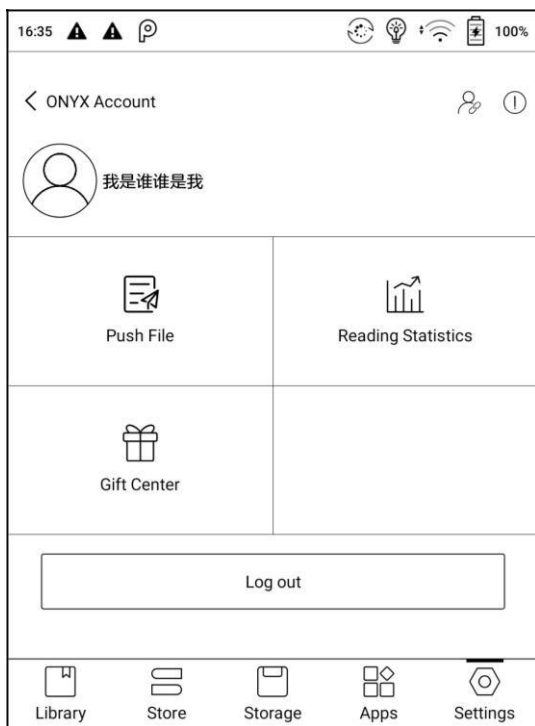 16:35 100%
ONYX Account
我是谁谁是我
Push File Reading Statistics
Gift Center
Log out
Library Store Storage Apps Settings